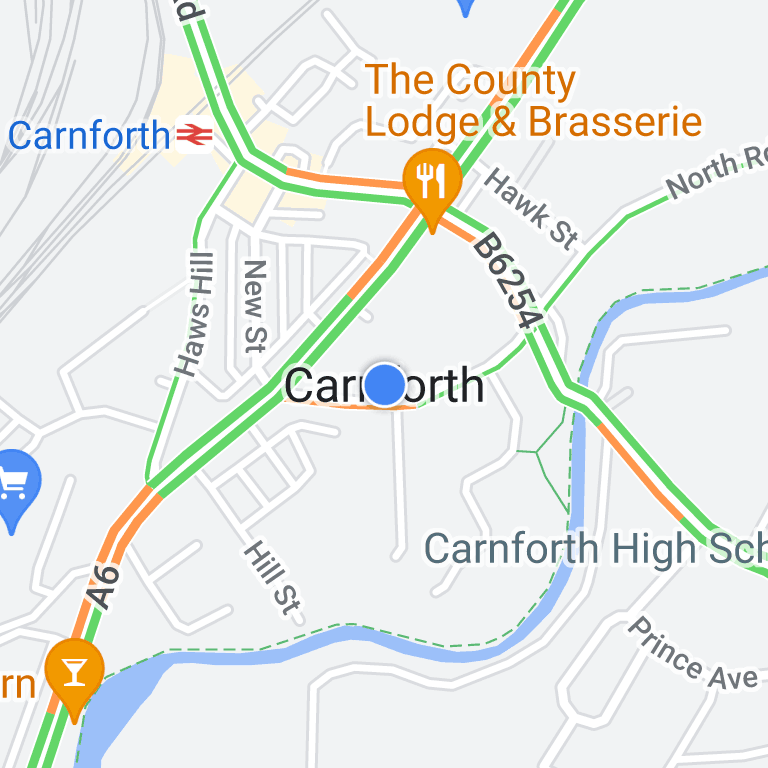 The County
Lodge & Brasserie
Carnforth
Hawk St
North
B6254
Haws Hill
New St
Carnforth
Carnforth High Sch
A6
Hill St
Prince Ave
rn